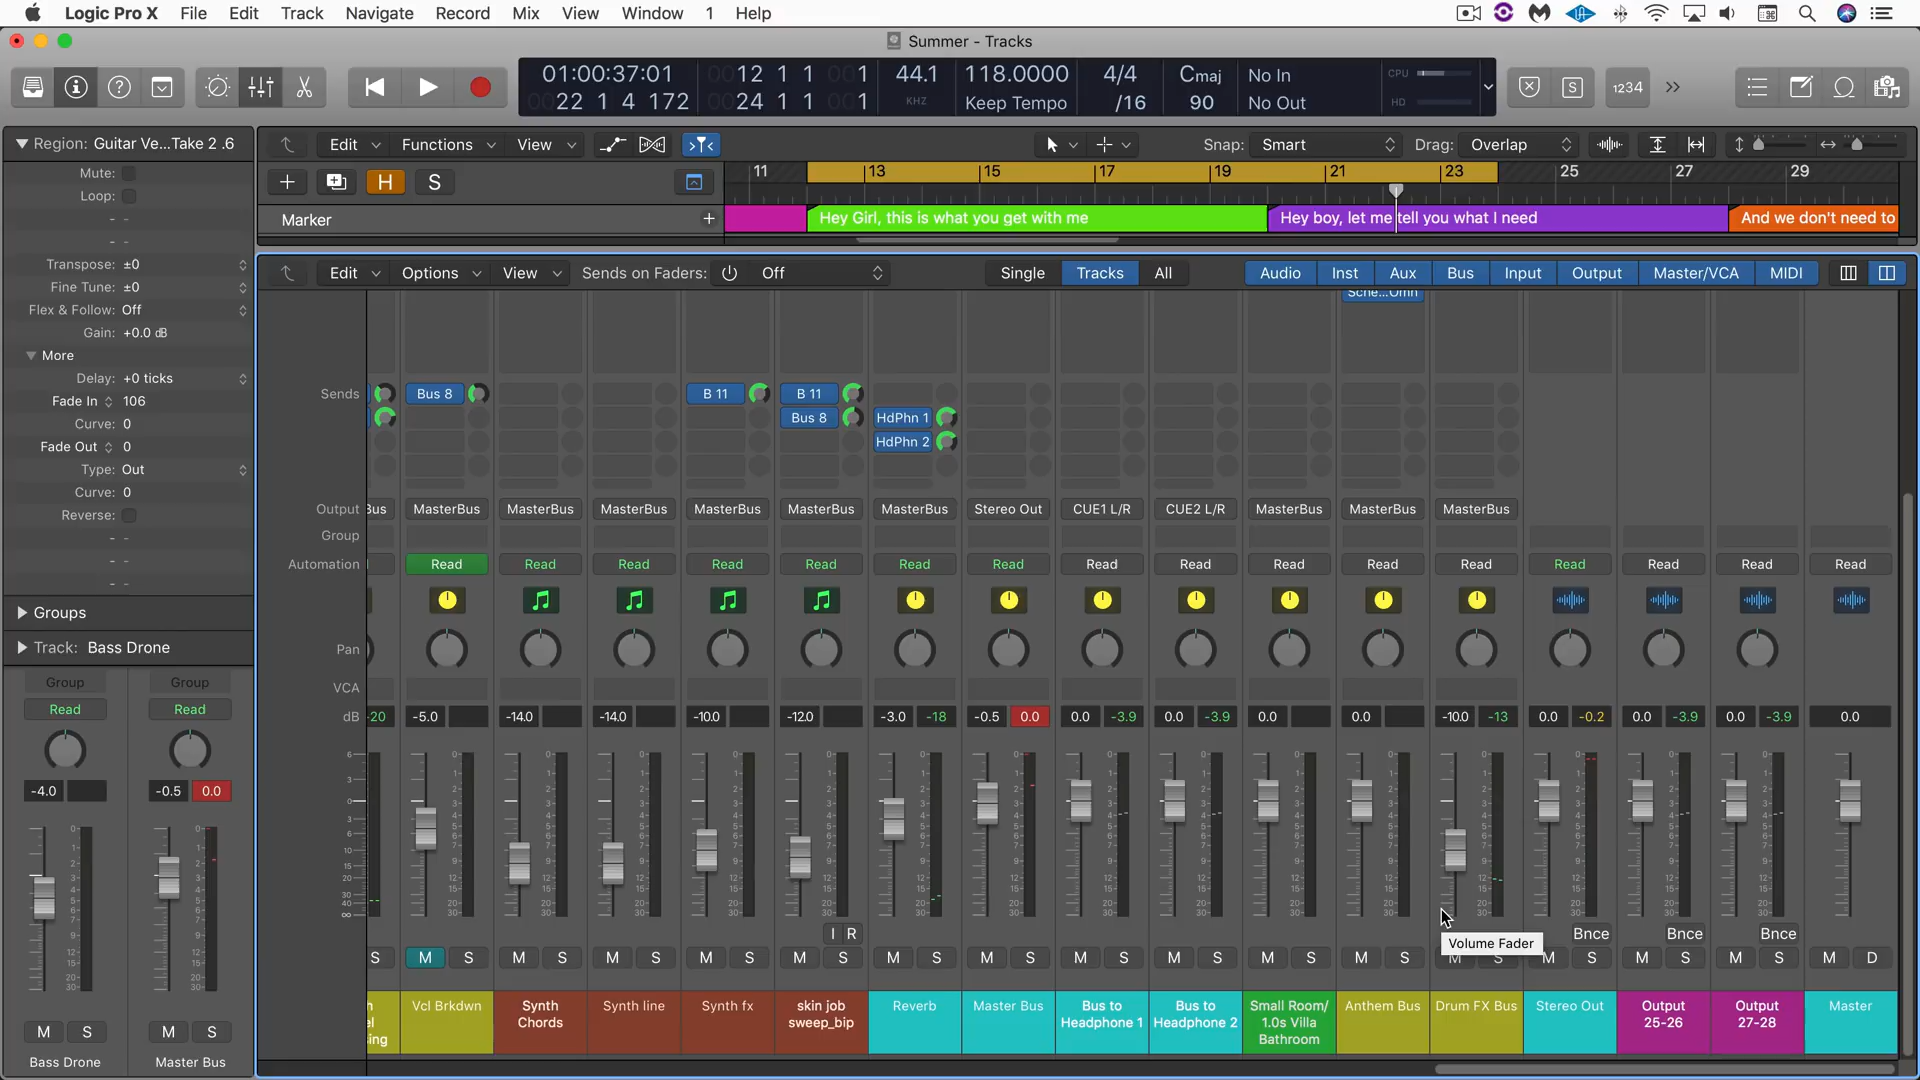 Logic Pro X File Edit Track Navigate Record Mix View Window 1 Help
Summer - Tracks
01:00:37:01 0012 1 1 001 44.1 118.0000 4/4 Cmaj No In CPU
0022 1 4 172 0024 1 1 001 KHZ Keep Tempo /16 90 No Out HD
S 1234
Region: Guitar Ve...Take 2 .6
Mute:
Loop:
- -
- -
Transpose: ±0
Fine Tune: ±0
Flex & Follow: Off
Gain: +0.0 dB
More
Delay: +0 ticks
Fade In 106
Curve: 0
Fade Out 0
Type: Out
Curve: 0
Reverse:
- -
- -
- -
Groups
Track: Bass Drone
Group Group
Read Read
-4.0 -0.5 0.0
M S M S
Bass Drone Master Bus
Edit Functions View Snap: Smart Drag: Overlap
H S
11 13 15 17 19 21 23 25 27 29
Marker
Hey Girl, this is what you get with me Hey boy, let me tell you what I need And we don't need to
Edit Options View Sends on Faders: Off Single Tracks All Audio Inst Aux Bus Input Output Master/VCA MIDI
Sends Bus 8 B 11 B 11
Bus 8 HdPhn 1
HdPhn 2
Output Bus MasterBus MasterBus MasterBus MasterBus MasterBus MasterBus Stereo Out CUE1 L/R CUE2 L/R MasterBus MasterBus MasterBus
Group
Automation Read Read Read Read Read Read Read Read Read Read Read Read Read Read Read Read
Pan
VCA
dB -20 -5.0 -14.0 -14.0 -10.0 -12.0 -3.0 -18 -0.5 0.0 0.0 -3.9 0.0 -3.9 0.0 0.0 -10.0 -13 0.0 -0.2 0.0 -3.9 0.0 -3.9 0.0
I R Bnce Bnce Bnce
Volume Fader
S M S M S M S M S M S M S M S M S M S M S M S M S M S M S M S M D
Vcl Brkdwn
Synth Chords
Synth line
Synth fx
skin job sweep_bip
Reverb
Master Bus
Bus to Headphone 1
Bus to Headphone 2
Small Room/ 1.0s Villa Bathroom
Anthem Bus
Drum FX Bus
Stereo Out
Output 25-26
Output 27-28
Master